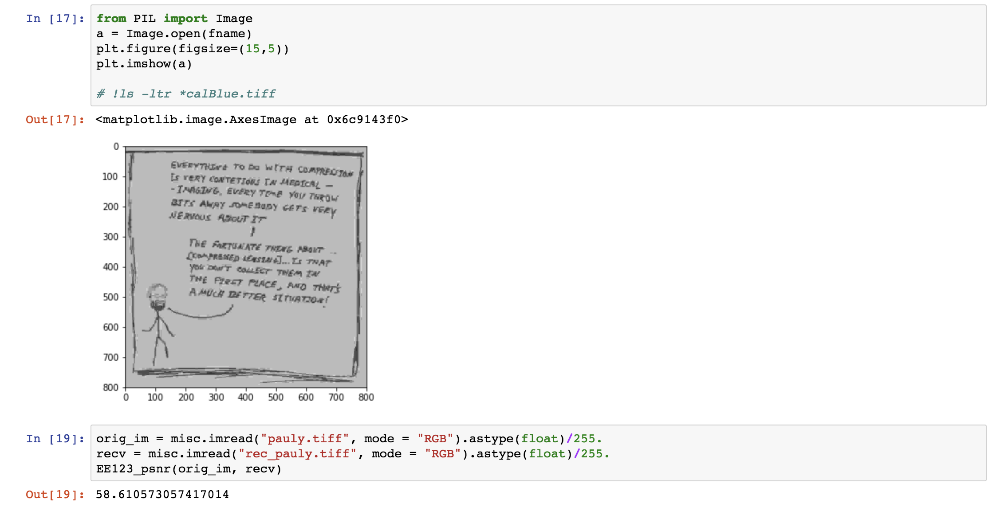 In [17]:
from PIL import Image
a = Image.open(fname)
plt.figure(figsize=(15,5))
plt.imshow(a)
# !ls -ltr *calBlue.tiff
Out[17]: <matplotlib.image.AxesImage at 0x6c9143f0>
0
100
200
300
400
500
600
700
800
EVERYTHING TO DO WITH COMPRESSION
IS VERY CONTETIOUS IN MEDICAL -
- IMAGING. EVERY TIME YOU THROW
BITS AWAY SOMEBODY GETS VERY
NERVOUS ABOUT IT
!
THE FORTUNATE THING ABOUT ..
[COMPRESSED SENSING]... IS THAT
YOU DON'T COLLECT THEM IN
THE FIRST PLACE, AND THAT'S
A MUCH BETTER SITUATION!
0 100 200 300 400 500 600 700 800
In [19]:
orig_im = misc.imread("pauly.tiff", mode = "RGB").astype(float)/255.
recv = misc.imread("rec_pauly.tiff", mode = "RGB").astype(float)/255.
EE123_psnr(orig_im, recv)
Out[19]: 58.610573057417014